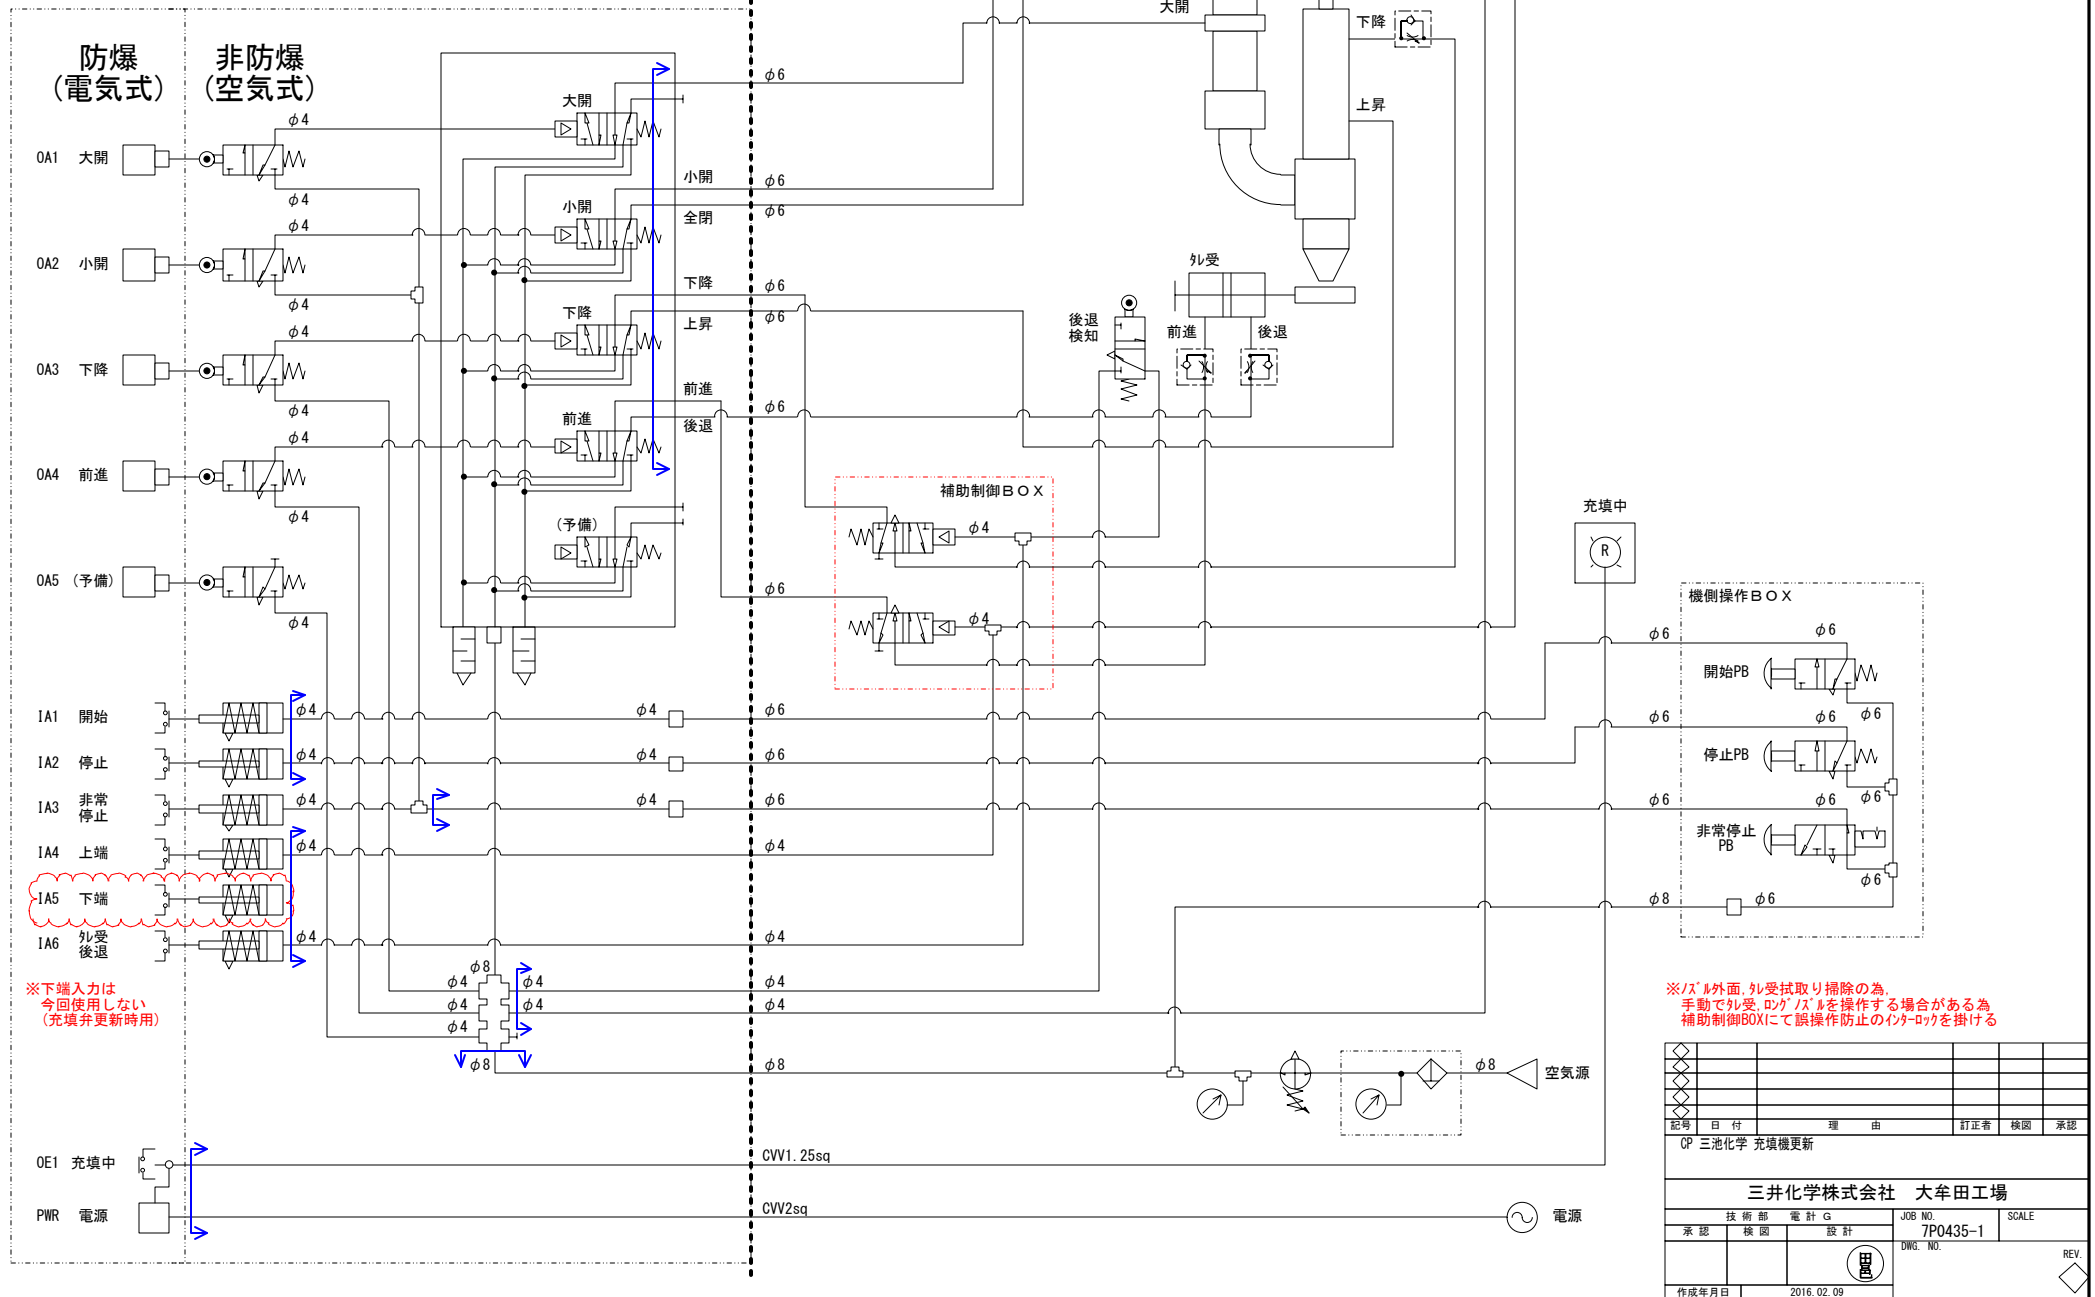 防爆
(電気式)
非防爆
(空気式)
OA1 大開
φ4
φ4
OA2 小開
φ4
φ4
OA3 下降
φ4
φ4
OA4 前進
φ4
φ4
OA5 (予備)
φ4
大開
小開
下降
前進
(予備)
小開
全閉
下降
上昇
前進
後退
φ6
φ6
φ6
φ6
φ6
φ6
φ6
大開
下降
上昇
ﾀﾚ受
後退
検知
前進
後退
補助制御BOX
φ4
φ4
充填中
R
機側操作BOX
開始PB
φ6
φ6
φ6
停止PB
φ6
φ6
φ6
非常停止
PB
φ6
φ6
φ6
φ8
φ6
IA1 開始
φ4
φ4
φ6
IA2 停止
φ4
φ4
φ6
IA3 非常
停止
φ4
φ4
φ6
IA4 上端
φ4
φ4
IA5 下端
IA6 ﾀﾚ受
後退
φ4
φ4
※下端入力は
今回使用しない
(充填弁更新時用)
φ8
φ4
φ4
φ4
φ4
φ4
φ4
φ4
φ8
φ8
φ8
空気源
※ﾉｽﾞﾙ外面,ﾀﾚ受拭取り掃除の為,
手動でﾀﾚ受,ﾛﾝｸﾞﾉｽﾞﾙを操作する場合がある為
補助制御BOXにて誤操作防止のｲﾝﾀｰﾛｯｸを掛ける
OE1 充填中
CVV1.25sq
PWR 電源
CVV2sq
電源
記号 日付 理由 訂正者 検図 承認
CP 三池化学 充填機更新
三井化学株式会社 大牟田工場
技術部 電計G
承認 検図 設計
JOB NO.
7P0435-1
SCALE
DWG. NO.
REV.
田邑
作成年月日 2016.02.09